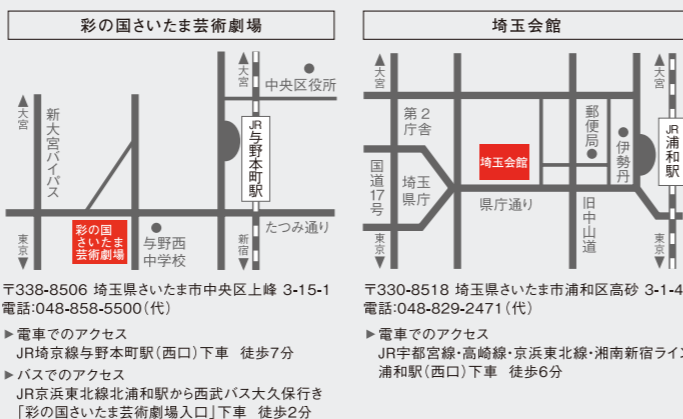 彩の国さいたま芸術劇場
▲大宮
新大宮バイパス
東京▼
彩の国
さいたま
芸術劇場
与野西
中学校
▲大宮
中央区役所
JR与野本町駅
新宿▼
たつみ通り
〒338-8506 埼玉県さいたま市中央区上峰 3-15-1
電話:048-858-5500(代)
▶電車でのアクセス
JR埼京線与野本町駅(西口)下車 徒歩7分
▶バスでのアクセス
JR京浜東北線北浦和駅から西武バス大久保行き
「彩の国さいたま芸術劇場入口」下車 徒歩2分
埼玉会館
▲大宮
国道17号
東京▼
第2
庁舎
埼玉
県庁
埼玉会館
県庁通り
郵便局
旧中山道
伊勢丹
▲大宮
JR浦和駅
東京▼
〒330-8518 埼玉県さいたま市浦和区高砂 3-1-4
電話:048-829-2471(代)
▶電車でのアクセス
JR宇都宮線・高崎線・京浜東北線・湘南新宿ライン
浦和駅(西口)下車 徒歩6分